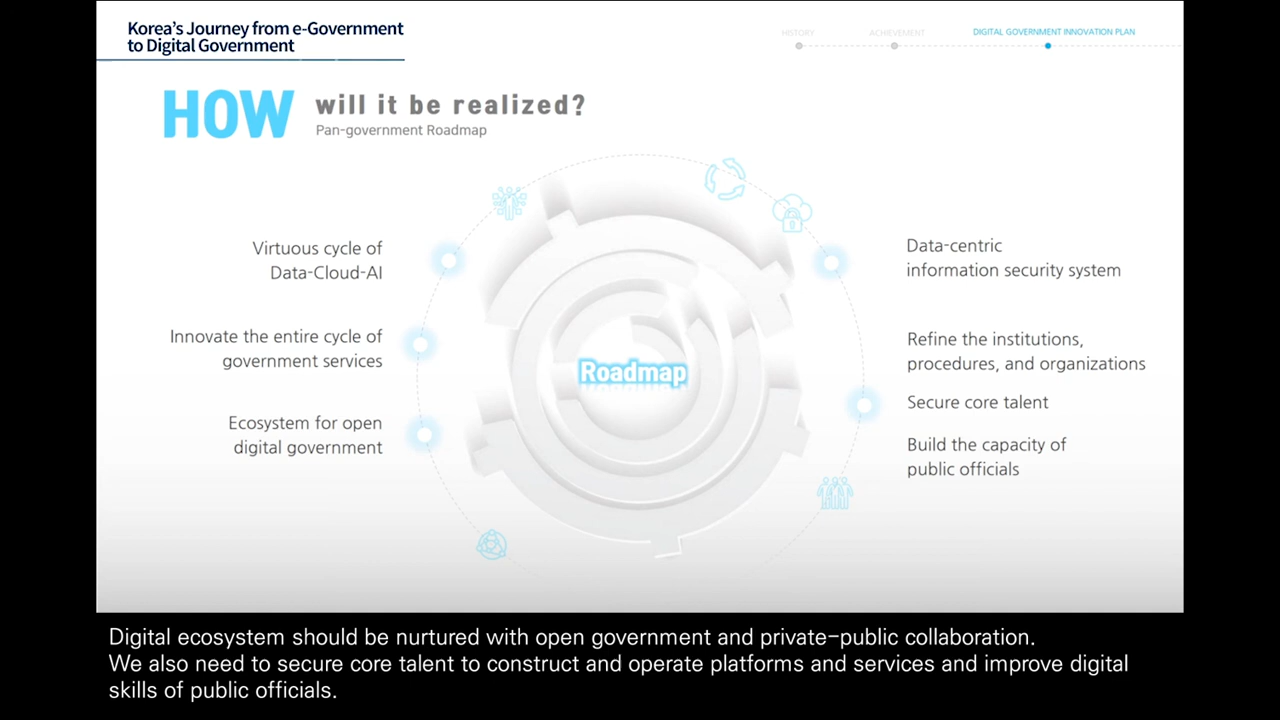 Korea's Journey from e-Government
to Digital Government
HISTORY
ACHIEVEMENT
DIGITAL GOVERNMENT INNOVATION PLAN
HOW will it be realized?
Pan-government Roadmap
Virtuous cycle of
Data-Cloud-AI
Innovate the entire cycle of
government services
Ecosystem for open
digital government
Roadmap
Data-centric
information security system
Refine the institutions,
procedures, and organizations
Secure core talent
Build the capacity of
public officials
Digital ecosystem should be nurtured with open government and private-public collaboration.
We also need to secure core talent to construct and operate platforms and services and improve digital
skills of public officials.